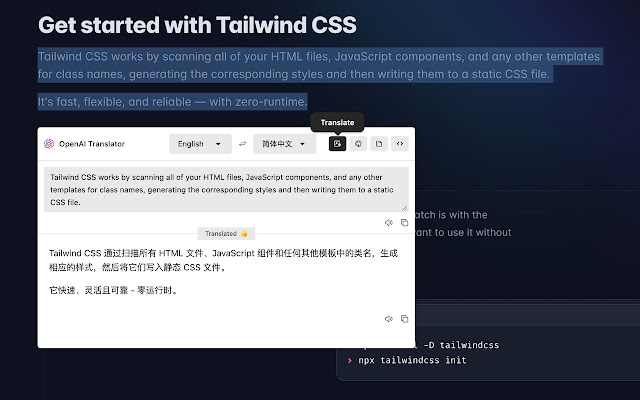 Get started with Tailwind CSS
Tailwind CSS works by scanning all of your HTML files, JavaScript components, and any other templates
for class names, generating the corresponding styles and then writing them to a static CSS file.
It's fast, flexible, and reliable — with zero-runtime.
Translate
OpenAI Translator
English
简体中文
Tailwind CSS works by scanning all of your HTML files, JavaScript components, and any other
templates for class names, generating the corresponding styles and then writing them to a static
CSS file.
Translated 👍
Tailwind CSS 通过扫描所有 HTML 文件、JavaScript 组件和任何其他模板中的类名，生成
相应的样式，然后将它们写入静态 CSS 文件。
它快速、灵活且可靠 - 零运行时。
is with the
to use it without
-D tailwindcss
> npx tailwindcss init